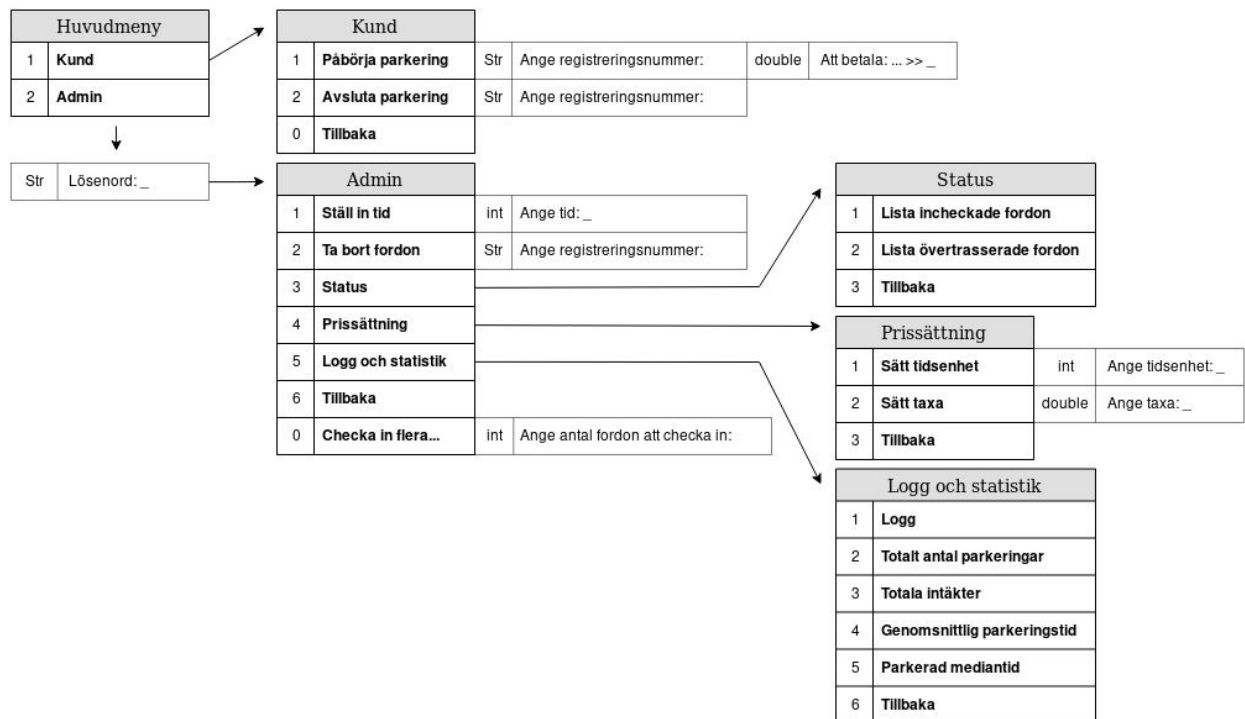 Huvudmeny
1 Kund
2 Admin
Str Lösenord: _
Kund
1 Påbörja parkering Str Ange registreringsnummer: double Att betala: ... >> _
2 Avsluta parkering Str Ange registreringsnummer:
0 Tillbaka
Admin
1 Ställ in tid int Ange tid: _
2 Ta bort fordon Str Ange registreringsnummer:
3 Status
4 Prissättning
5 Logg och statistik
6 Tillbaka
0 Checka in flera... int Ange antal fordon att checka in:
Status
1 Lista incheckade fordon
2 Lista övertrasserade fordon
3 Tillbaka
Prissättning
1 Sätt tidsenhet int Ange tidsenhet: _
2 Sätt taxa double Ange taxa: _
3 Tillbaka
Logg och statistik
1 Logg
2 Totalt antal parkeringar
3 Totala intäkter
4 Genomsnittlig parkeringstid
5 Parkerad mediantid
6 Tillbaka